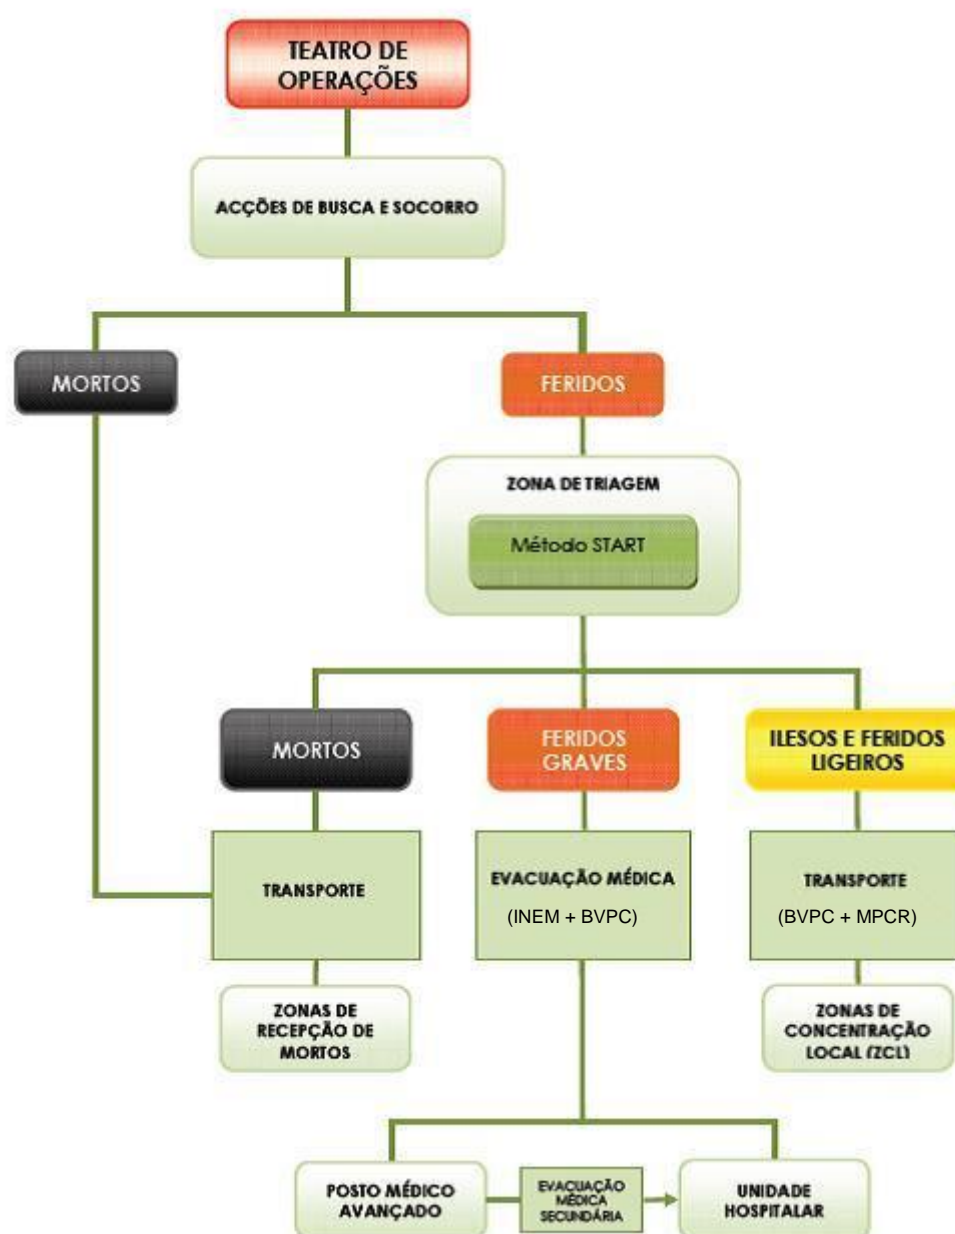 TEATRO DE
OPERAÇÕES
ACÇÕES DE BUSCA E SOCORRO
MORTOS
FERIDOS
ZONA DE TRIAGEM
Método START
MORTOS
FERIDOS
GRAVES
ILESOS E FERIDOS
LIGEIROS
TRANSPORTE
EVACUAÇÃO MÉDICA
(INEM + BVPC)
TRANSPORTE
(BVPC + MPCR)
ZONAS DE
RECEPÇÃO DE
MORTOS
ZONAS DE
CONCENTRAÇÃO
LOCAL (ZCL)
POSTO MÉDICO
AVANÇADO
EVACUAÇÃO
MÉDICA
SECUNDÁRIA
UNIDADE
HOSPITALAR